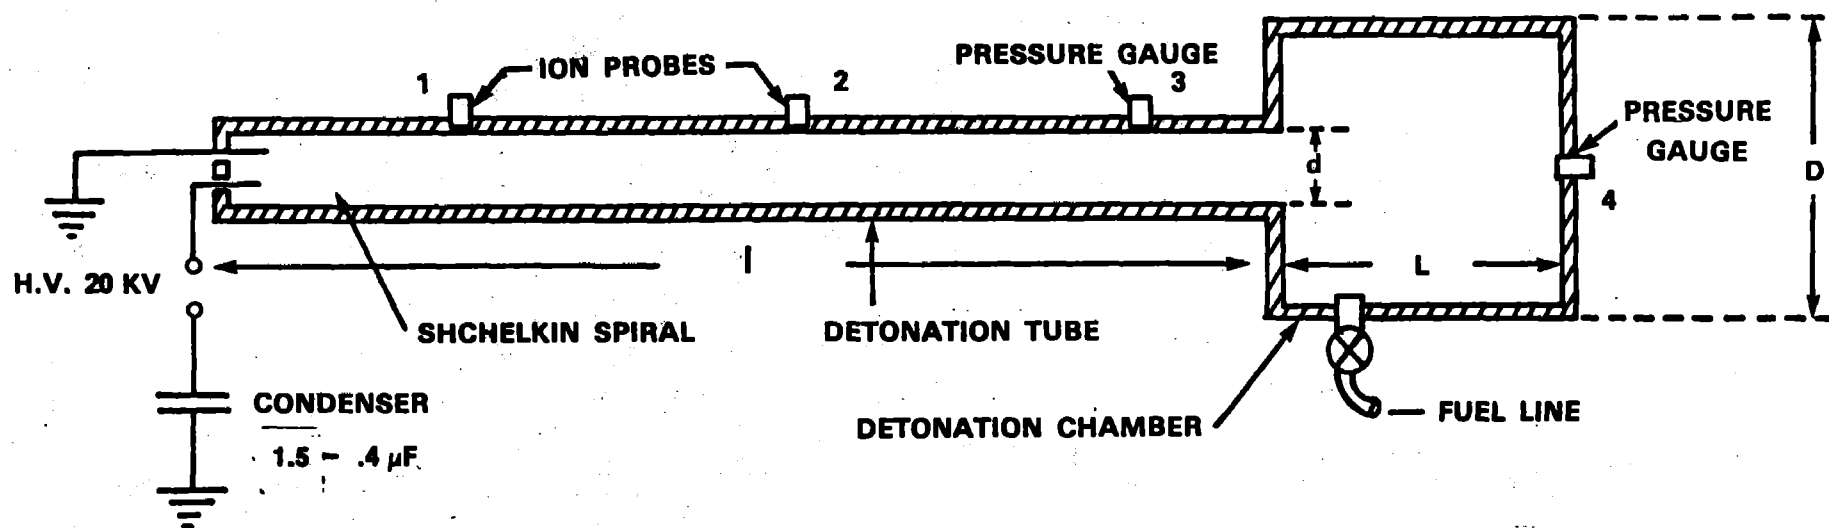 1
ION PROBES
2
PRESSURE GAUGE
3
PRESSURE
GAUGE
4
d
D
H.V. 20 KV
l
L
SHCHELKIN SPIRAL
DETONATION TUBE
CONDENSER
1.5 - .4 µF
DETONATION CHAMBER
FUEL LINE